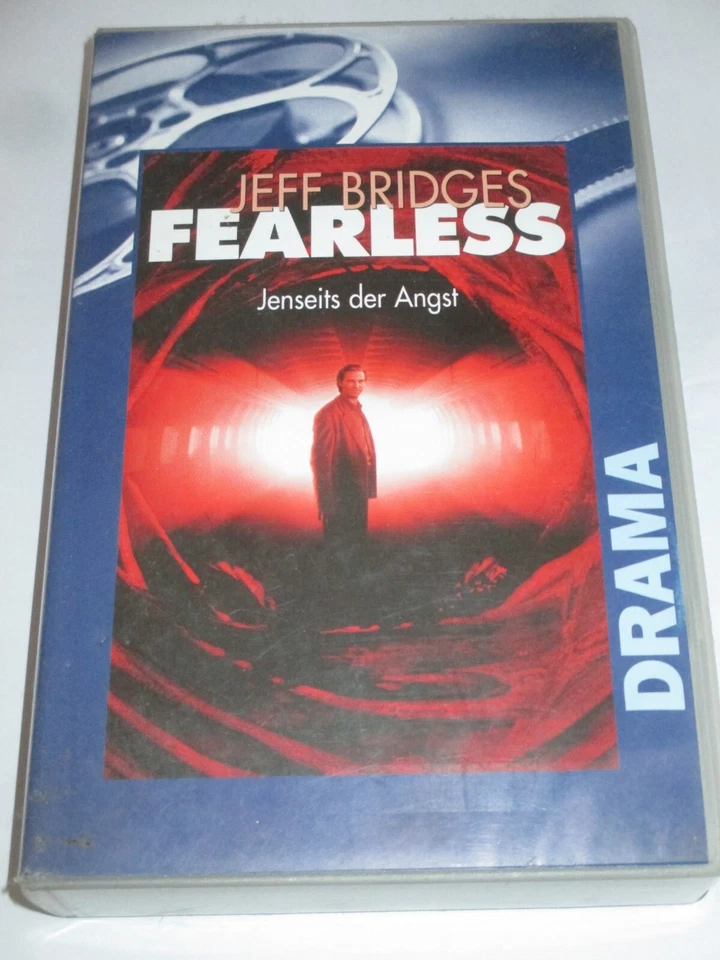 JEFF BRIDGES
FEARLESS
Jenseits der Angst
DRAMA